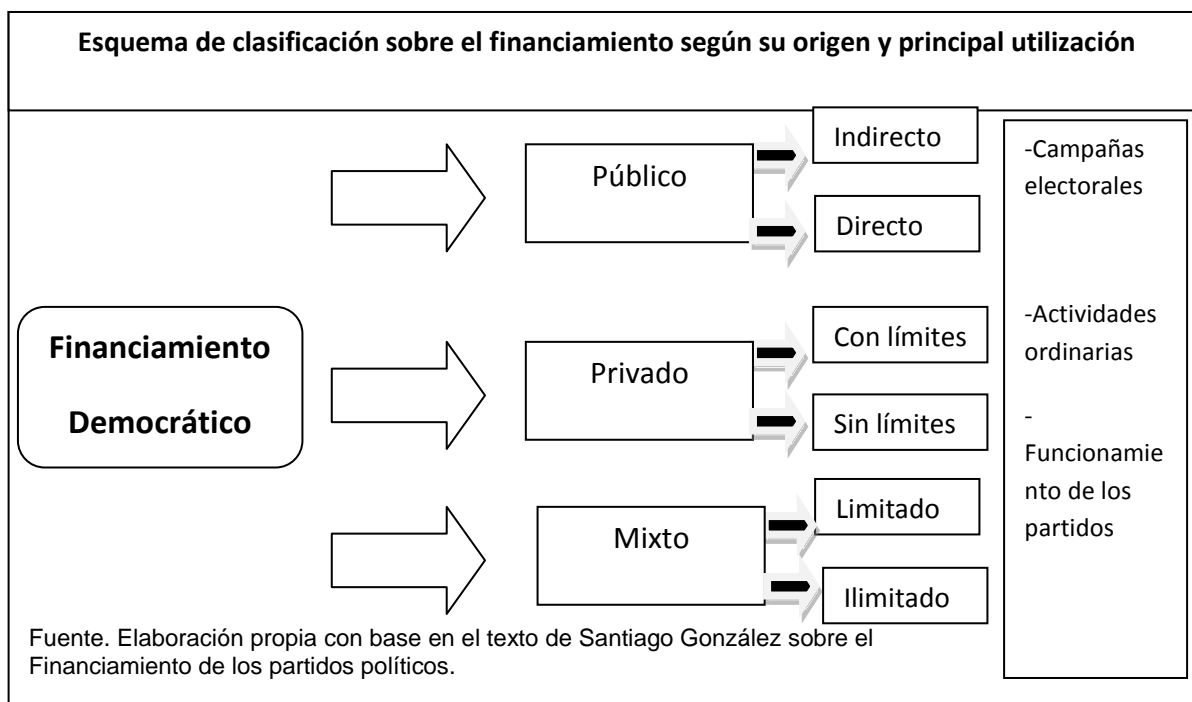 Esquema de clasificación sobre el financiamiento según su origen y principal utilización
Financiamiento
Democrático
Público
Indirecto
Directo
Privado
Con límites
Sin límites
Mixto
Limitado
Ilimitado
-Campañas
electorales
-Actividades
ordinarias
-
Funcionamie
nto de los
partidos
Fuente. Elaboración propia con base en el texto de Santiago González sobre el
Financiamiento de los partidos políticos.